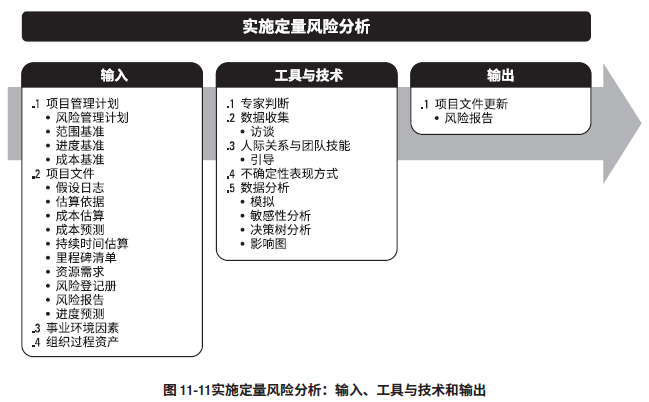 实施定量风险分析
输入
.1 项目管理计划
• 风险管理计划
• 范围基准
• 进度基准
• 成本基准
.2 项目文件
• 假设日志
• 估算依据
• 成本估算
• 成本预测
• 持续时间估算
• 里程碑清单
• 资源需求
• 风险登记册
• 风险报告
• 进度预测
.3 事业环境因素
.4 组织过程资产
工具与技术
.1 专家判断
.2 数据收集
• 访谈
.3 人际关系与团队技能
• 引导
.4 不确定性表现方式
.5 数据分析
• 模拟
• 敏感性分析
• 决策树分析
• 影响图
输出
.1 项目文件更新
• 风险报告
图 11-11实施定量风险分析：输入、工具与技术和输出